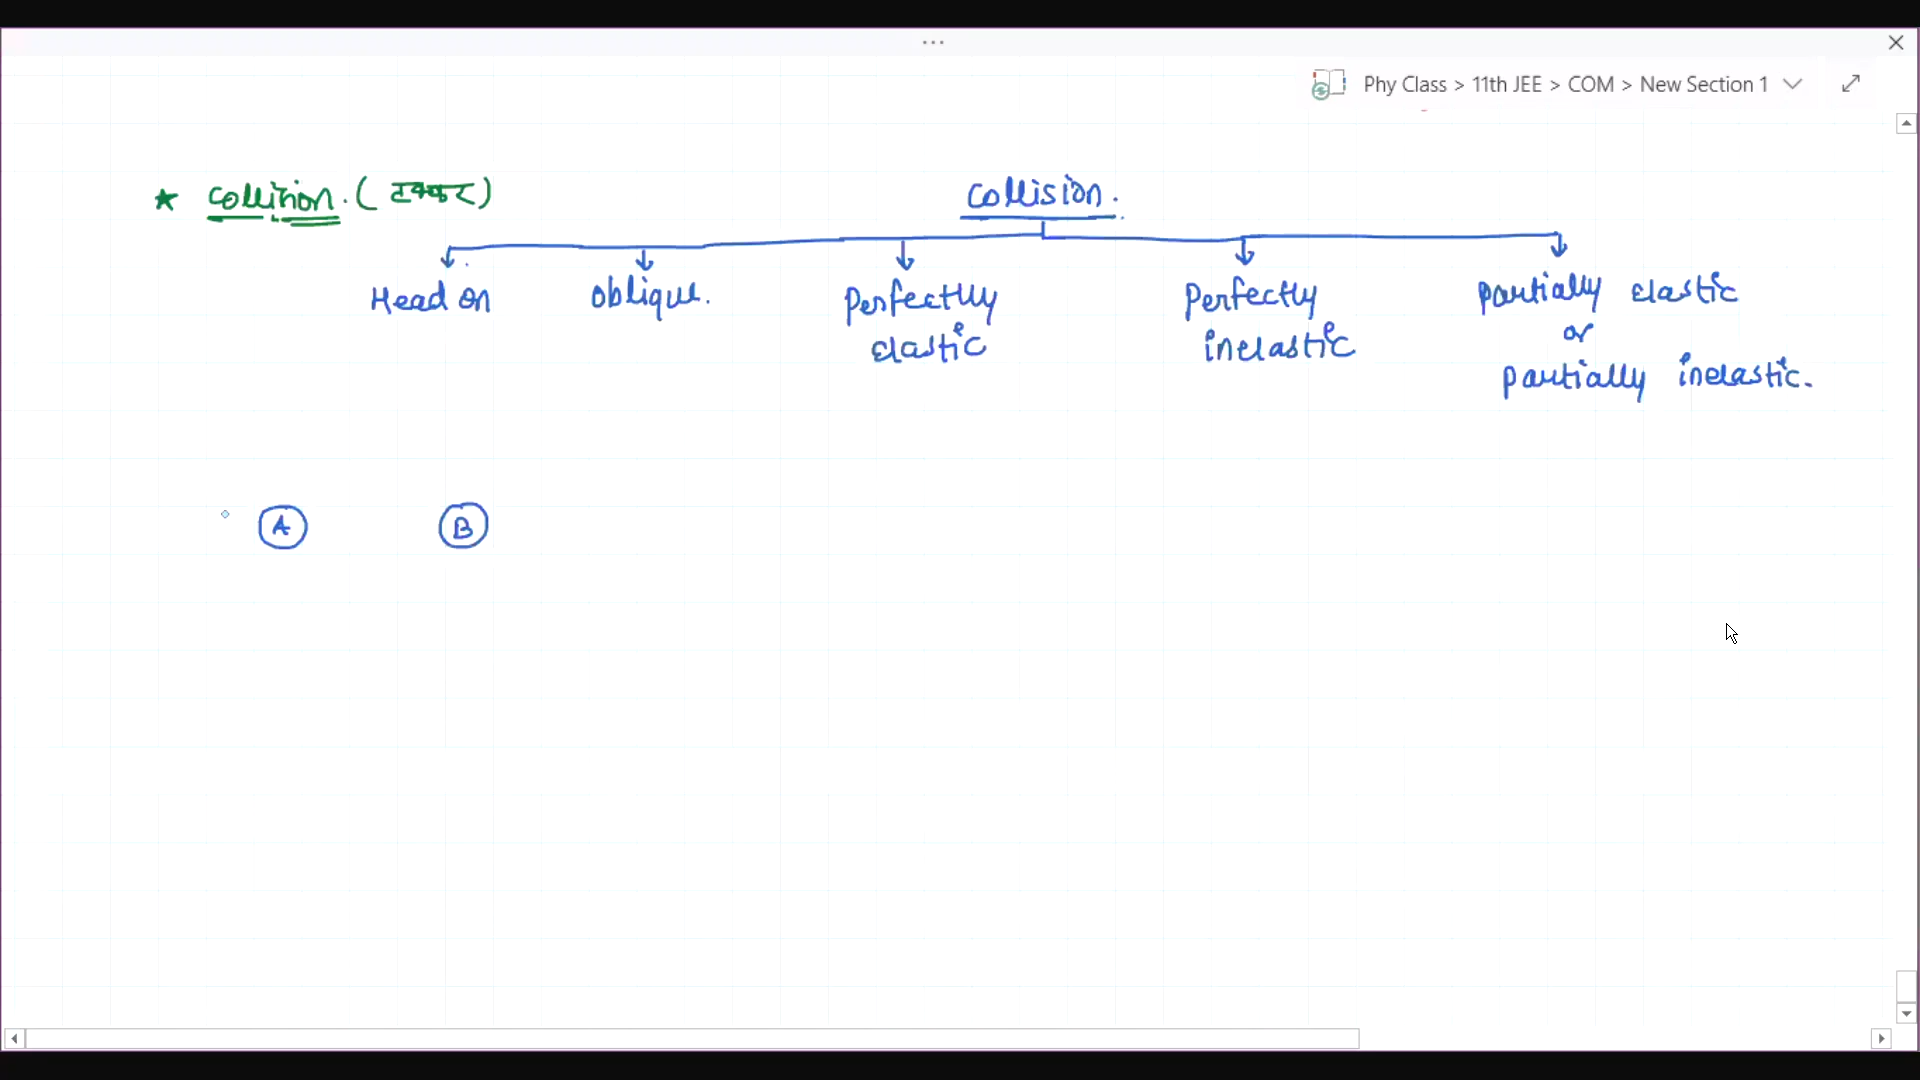 Phy Class > 11th JEE > COM > New Section 1
★ Collision. (टक्कर)
Collision.
Head on
Oblique.
Perfectlly elastic
Perfectly inelastic
Partially elastic
or
Partially inelastic.
A B